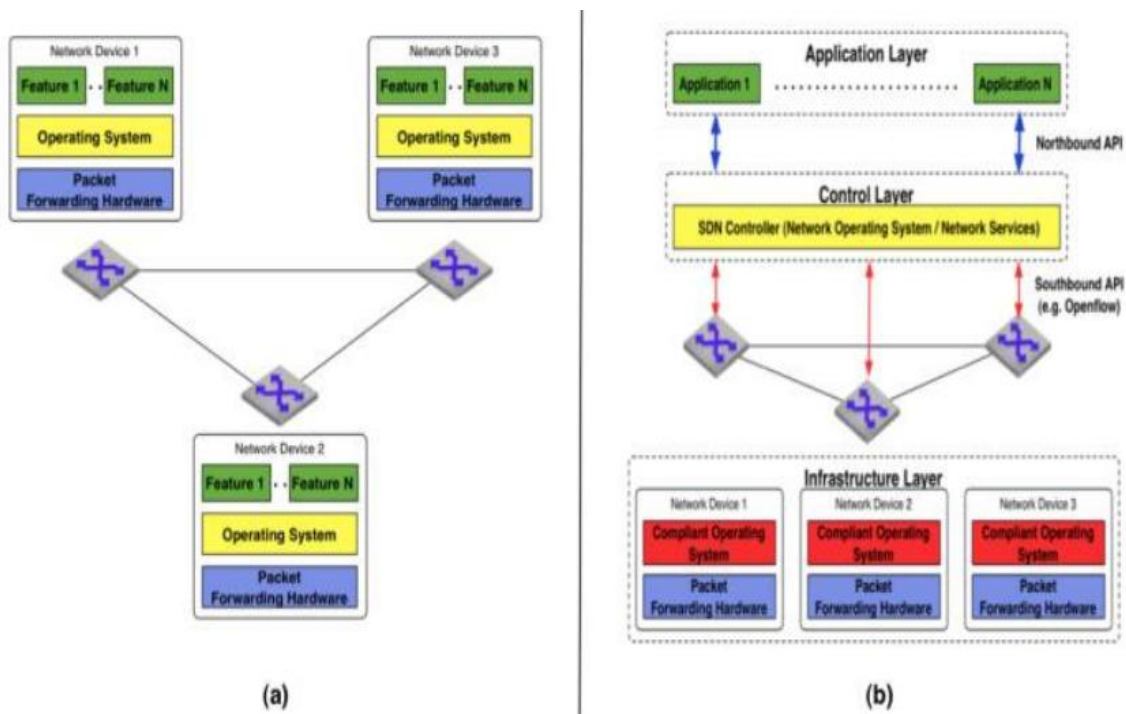 Network Device 1
Feature 1 . . Feature N
Operating System
Packet
Forwarding Hardware
Network Device 3
Feature 1 . . Feature N
Operating System
Packet
Forwarding Hardware
Network Device 2
Feature 1 . . Feature N
Operating System
Packet
Forwarding Hardware
(a)
Application Layer
Application 1 ........................ Application N
Northbound API
Control Layer
SDN Controller (Network Operating System / Network Services)
Southbound API
(e.g. Openflow)
Infrastructure Layer
Network Device 1
Compliant Operating
System
Packet
Forwarding Hardware
Network Device 2
Compliant Operating
System
Packet
Forwarding Hardware
Network Device 3
Compliant Operating
System
Packet
Forwarding Hardware
(b)